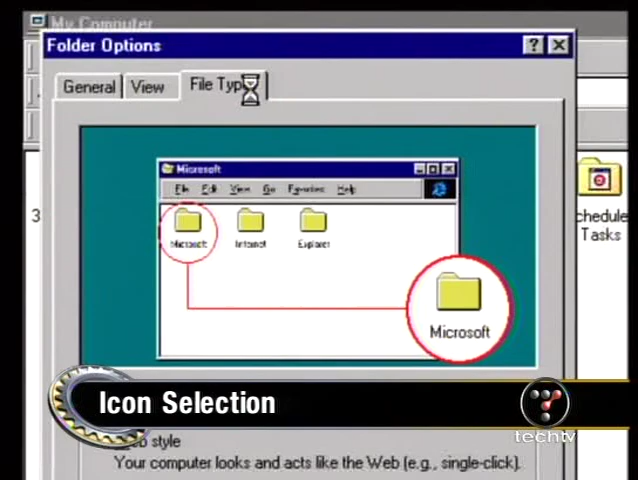 My Computer
Folder Options
General
View
File Typ
Microsoft
File Edit View Go Favorites Help
Microsoft
Internet
Explorer
Microsoft
Schedule
Tasks
Icon Selection
techtv
style
Your computer looks and acts like the Web (e.g., single-click).